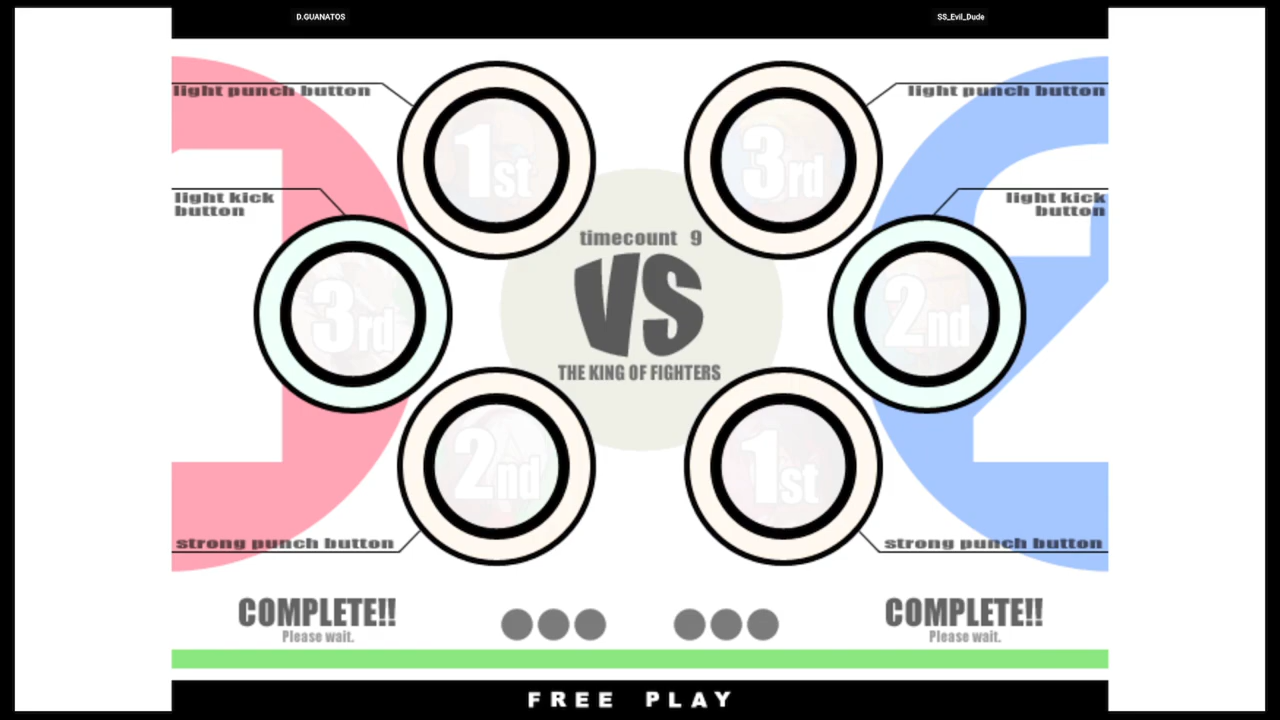 D.GUANATOS
SS_Evil_Dude
light punch button
light punch button
1st
3rd
light kick
button
light kick
button
timecount 9
3rd
VS
2nd
THE KING OF FIGHTERS
2nd
1st
strong punch button
strong punch button
COMPLETE!!
Please wait.
COMPLETE!!
Please wait.
FREE PLAY